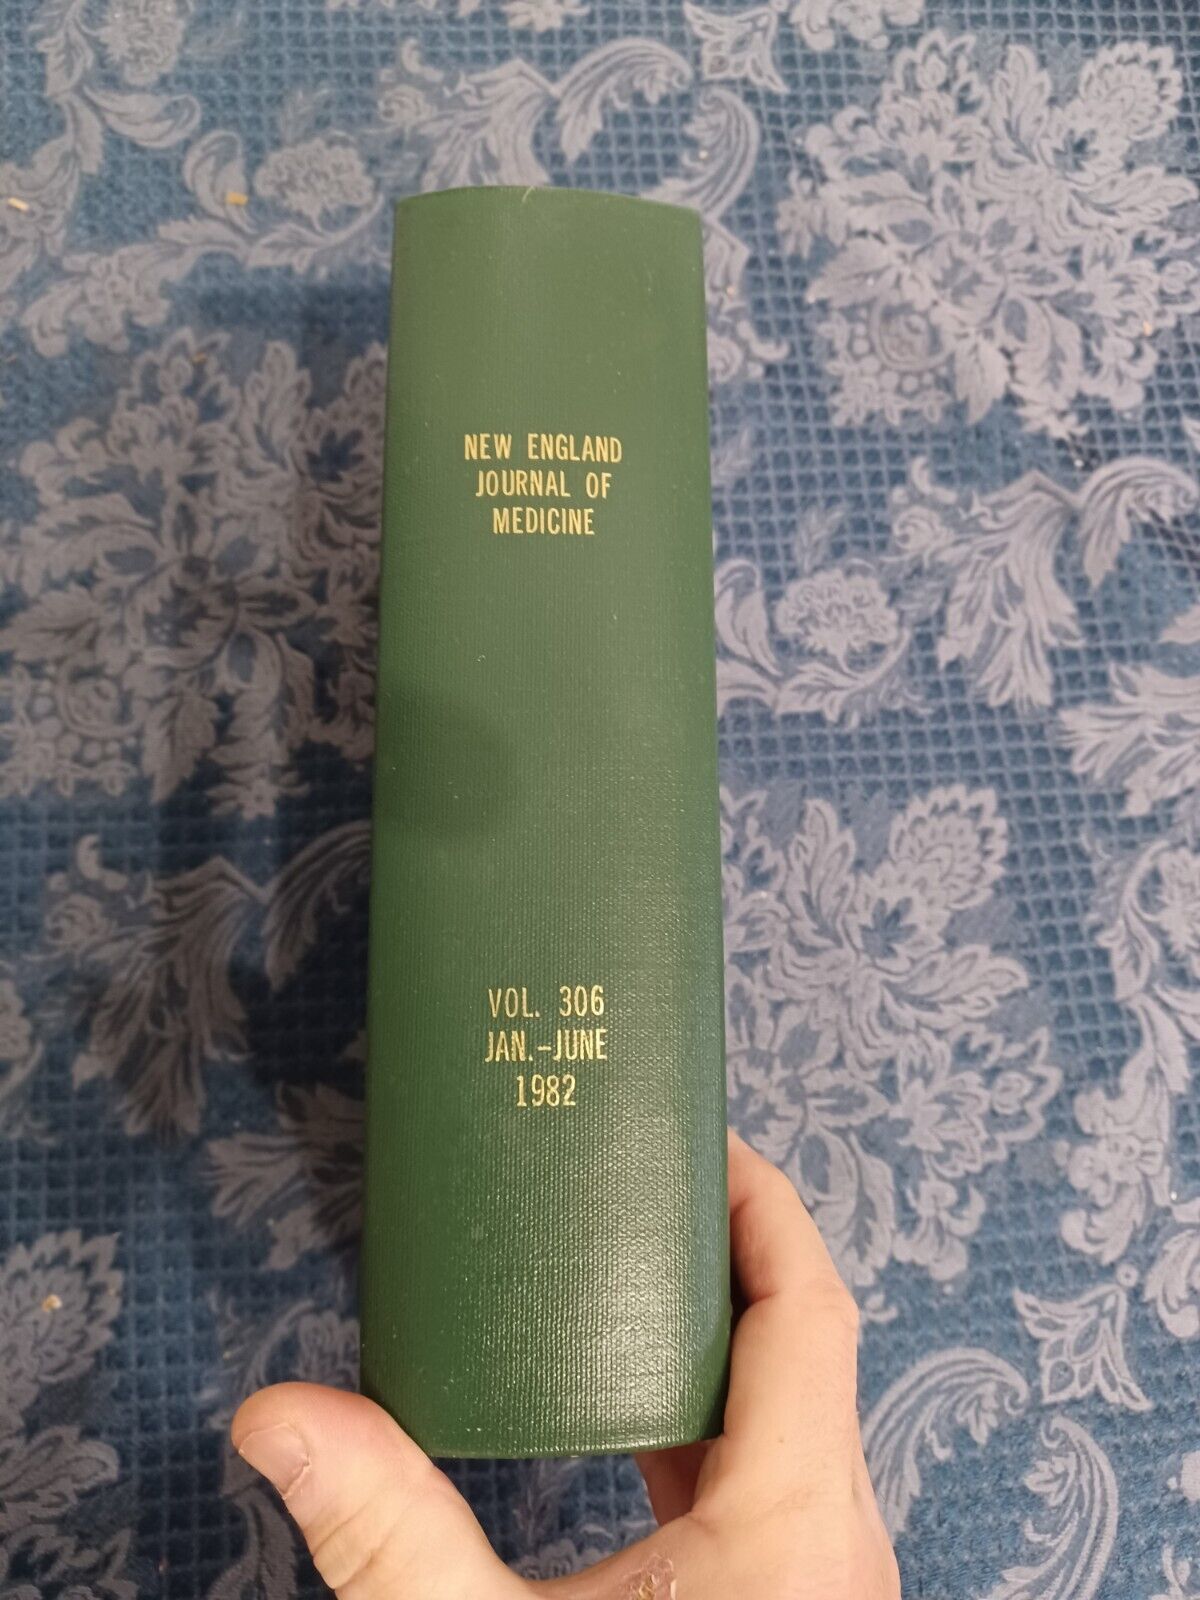 NEW ENGLAND
JOURNAL OF
MEDICINE
VOL. 306
JAN.-JUNE
1982